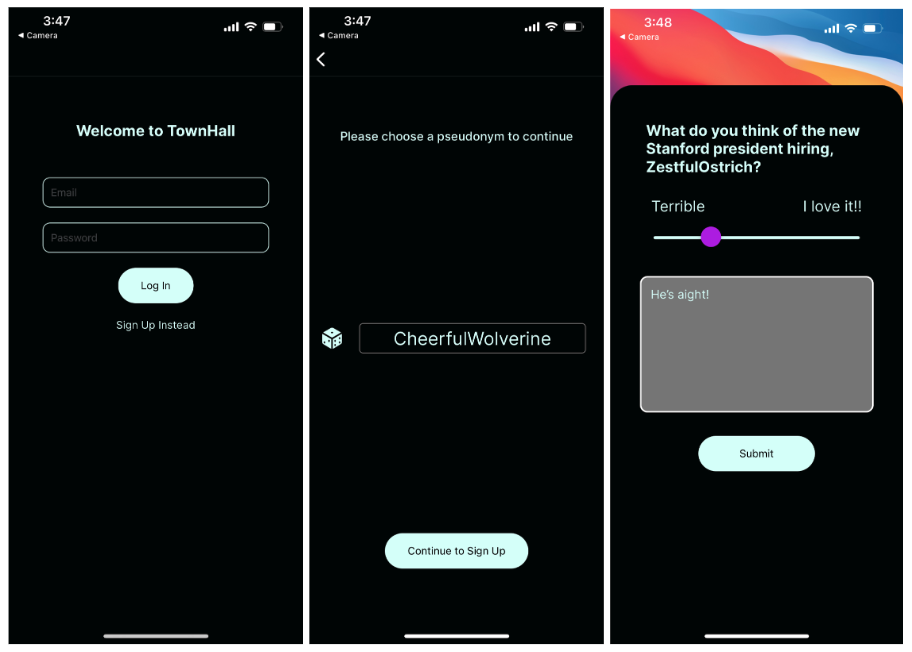 3:47
◄ Camera
Welcome to TownHall
Email
Password
Log In
Sign Up Instead
3:47
◄ Camera
Please choose a pseudonym to continue
CheerfulWolverine
Continue to Sign Up
3:48
◄ Camera
What do you think of the new
Stanford president hiring,
ZestfulOstrich?
Terrible I love it!!
He's aight!
Submit